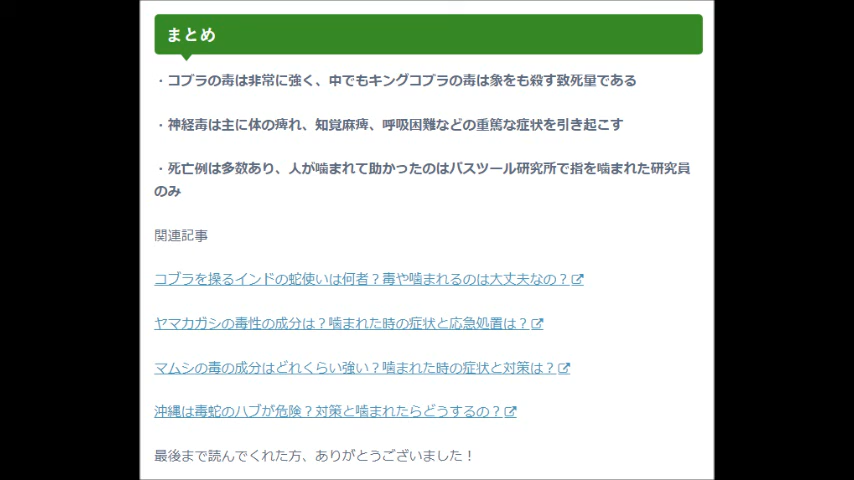 まとめ
・コブラの毒は非常に強く、中でもキングコブラの毒は象をも殺す致死量である
・神経毒は主に体の痺れ、知覚麻痺、呼吸困難などの重篤な症状を引き起こす
・死亡例は多数あり、人が噛まれて助かったのはパスツール研究所で指を噛まれた研究員
のみ
関連記事
コブラを操るインドの蛇使いは何者？毒や噛まれるのは大丈夫なの？
ヤマカガシの毒性の成分は？噛まれた時の症状と応急処置は？
マムシの毒の成分はどれくらい強い？噛まれた時の症状と対策は？
沖縄は毒蛇のハブが危険？対策と噛まれたらどうするの？
最後まで読んでくれた方、ありがとうございました！